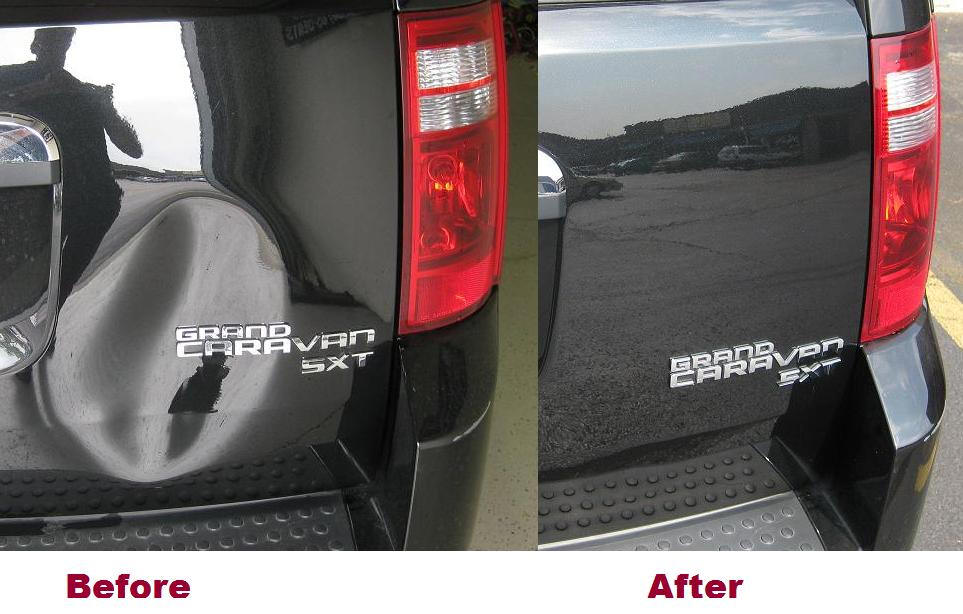 GRAND
CARAVAN
SXT
GRAND
CARAVAN
SXT
Before
After